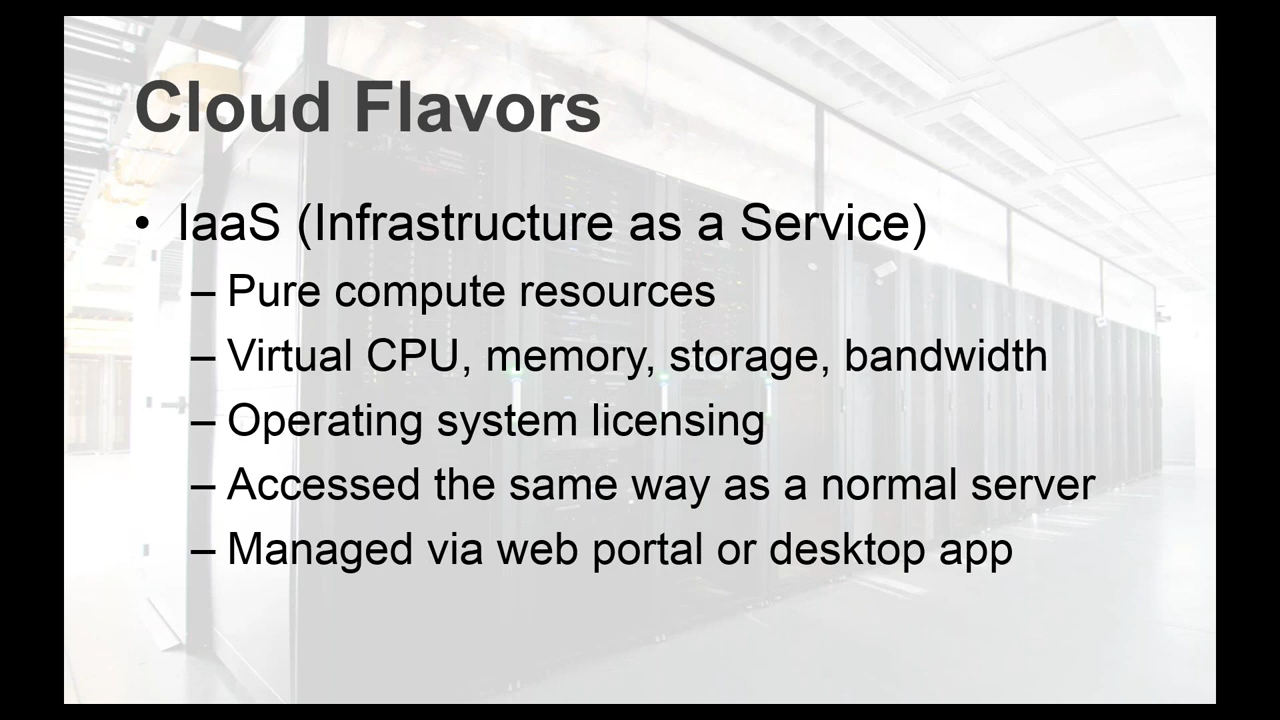 Cloud Flavors
• IaaS (Infrastructure as a Service)
– Pure compute resources
– Virtual CPU, memory, storage, bandwidth
– Operating system licensing
– Accessed the same way as a normal server
– Managed via web portal or desktop app